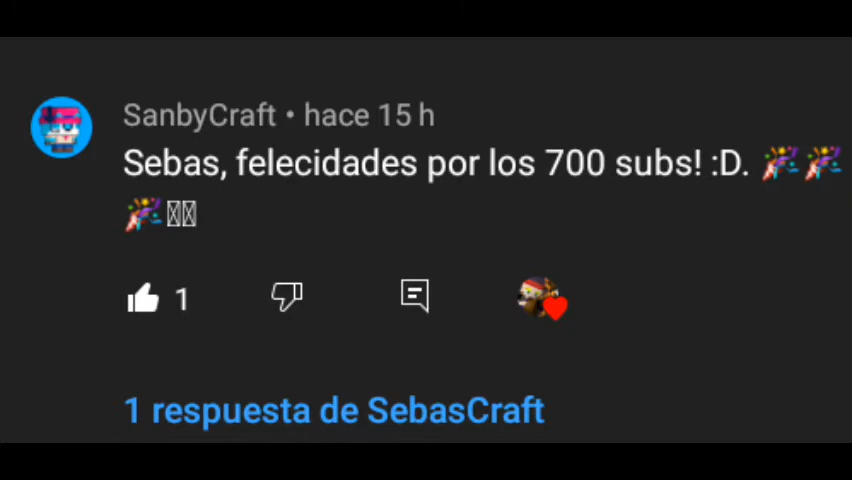 SanbyCraft • hace 15 h
Sebas, felecidades por los 700 subs! :D. 🎉🎉
🎉
1
1 respuesta de SebasCraft